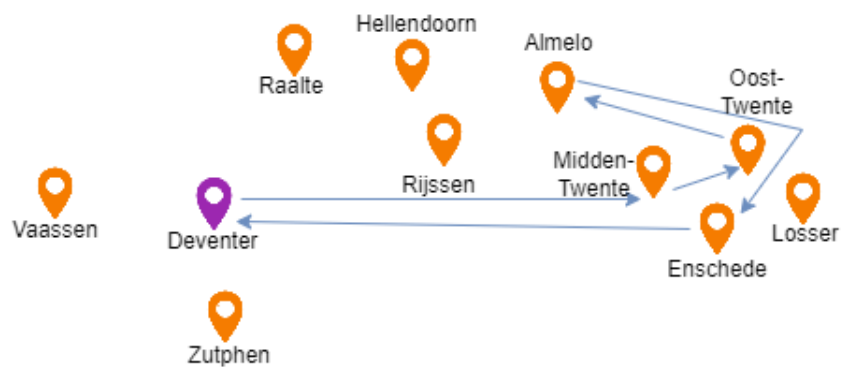 Hellendoorn
Almelo
Raalte
Oost-
Twente
Rijssen
Midden-
Twente
Vaassen
Deventer
Losser
Enschede
Zutphen